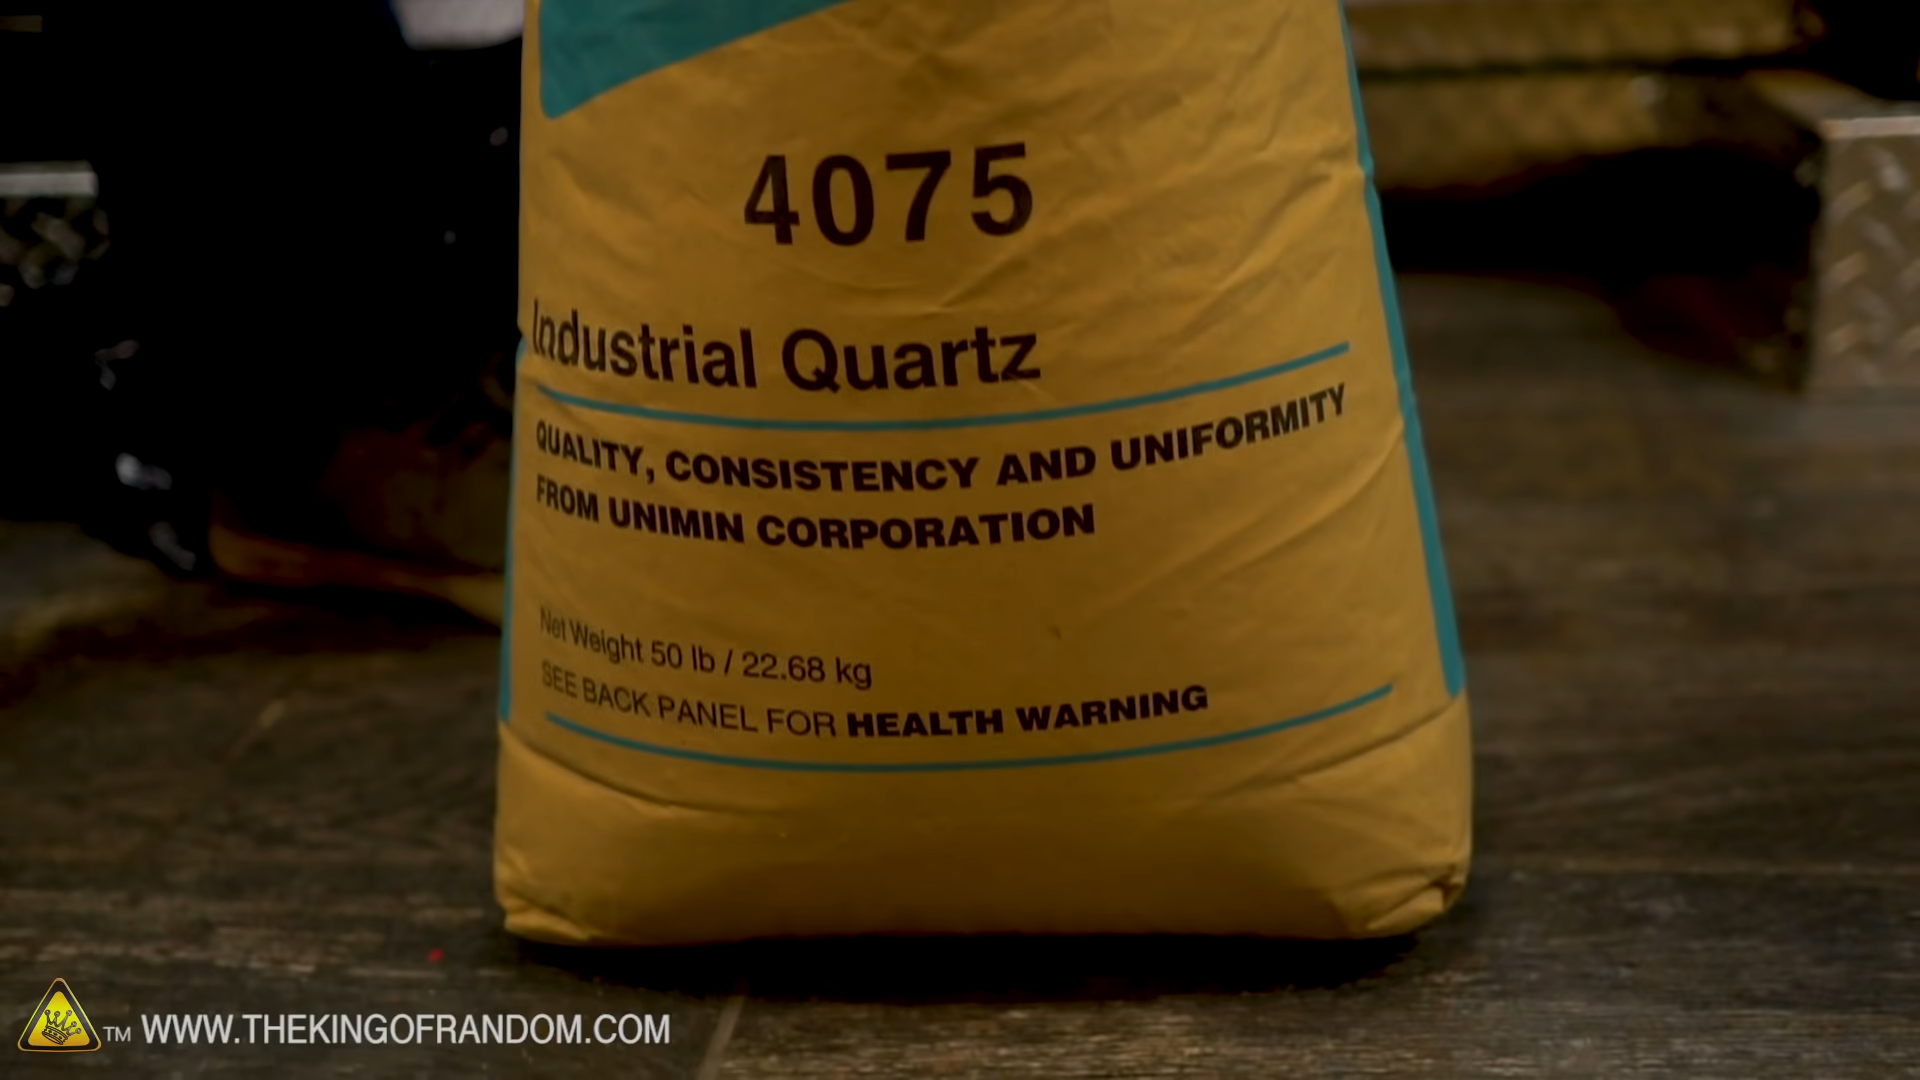 4075
Industrial Quartz
QUALITY, CONSISTENCY AND UNIFORMITY
FROM UNIMIN CORPORATION
Net Weight 50 lb / 22.68 kg
SEE BACK PANEL FOR HEALTH WARNING
TM WWW.THEKINGOFRANDOM.COM